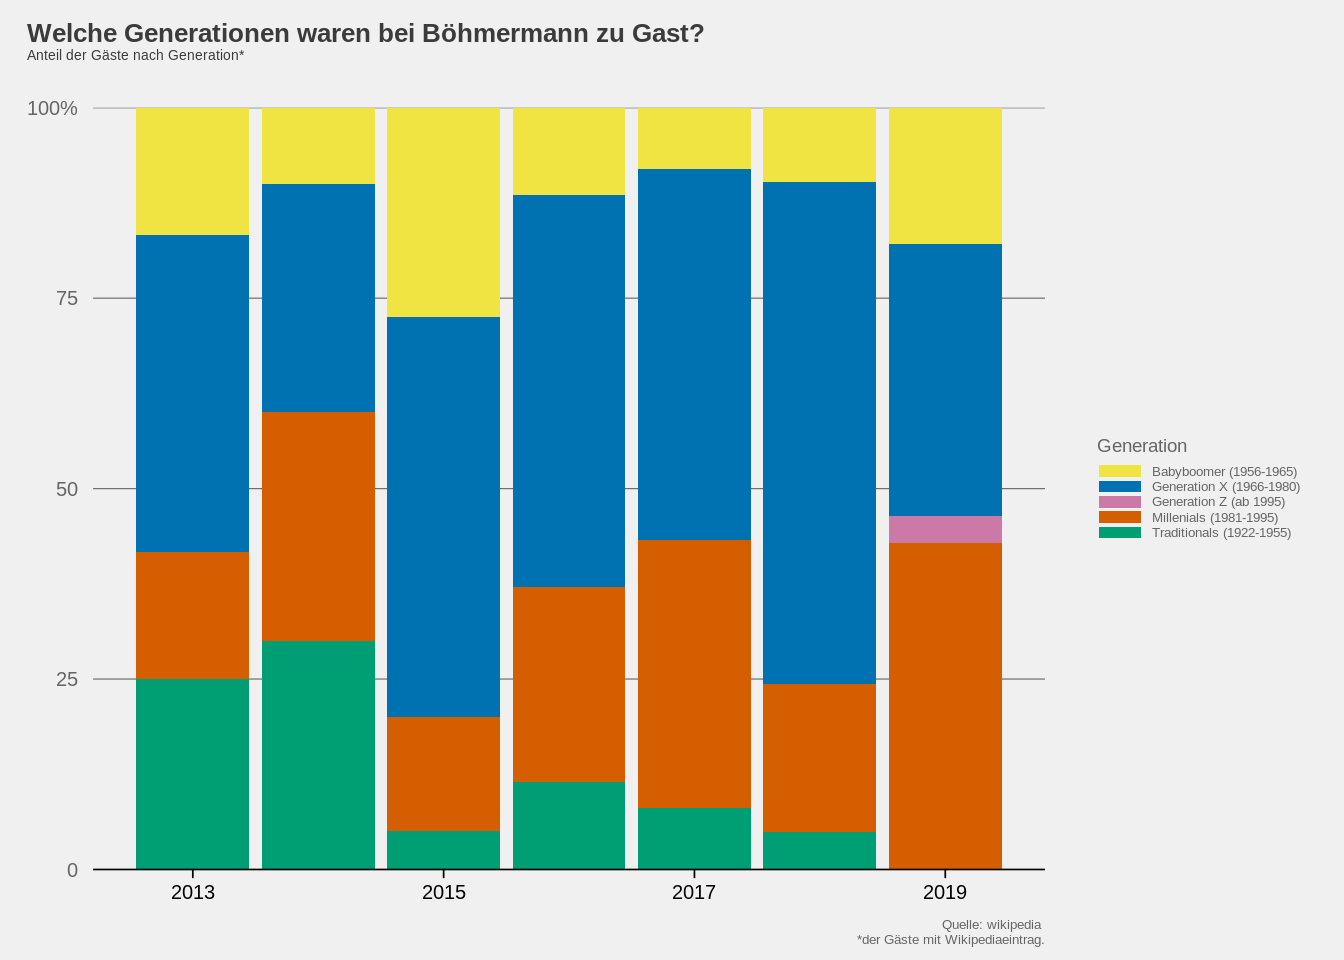 Welche Generationen waren bei Böhmermann zu Gast?
Anteil der Gäste nach Generation*
100%
75
50
25
0
2013
2015
2017
2019
Generation
Babyboomer (1956-1965)
Generation X (1966-1980)
Generation Z (ab 1995)
Millenials (1981-1995)
Traditionals (1922-1955)
Quelle: wikipedia
*der Gäste mit Wikipediaeintrag.